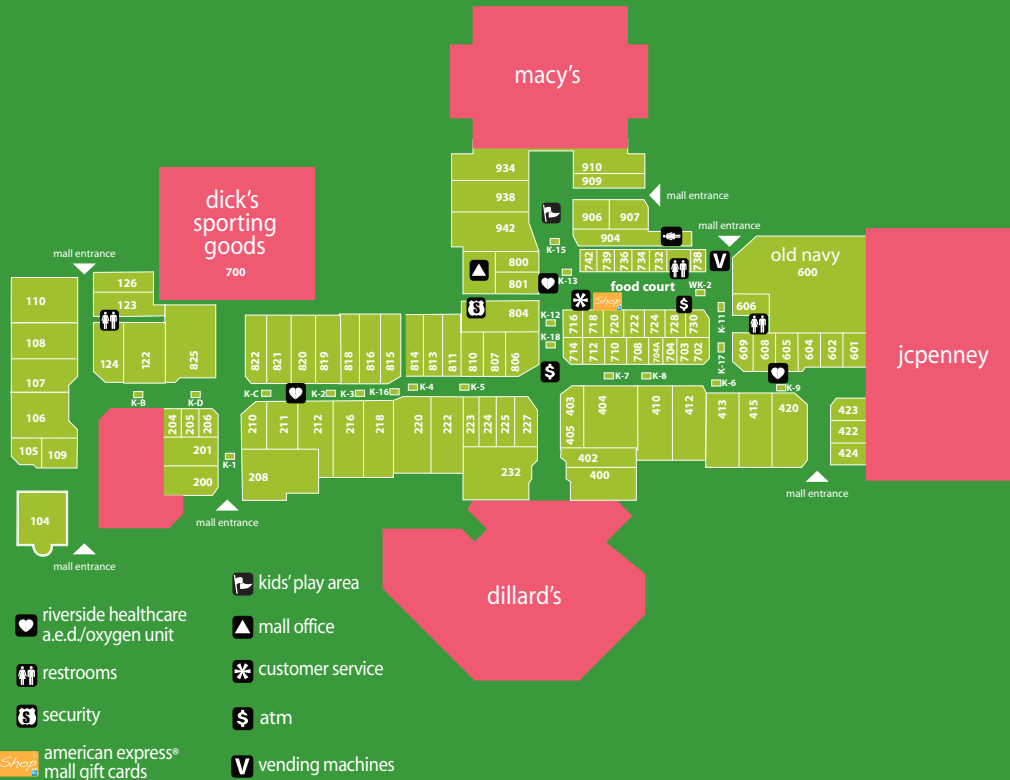 macy's
934
910
909
938
mall entrance
dick's
sporting
goods
700
906
907
942
904
mall entrance
K-15
mall entrance
old navy
600
742
739
736
734
732
738
V
800
801
K-13
food court
WK-2
110
126
123
Shop
$
606
804
K-12
716
718
720
722
724
728
730
K-11
108
124
122
825
822
821
820
819
818
816
815
814
813
811
810
807
806
K-18
714
712
710
708
704A
704
703
702
K-17
609
608
605
604
602
601
jcpenney
107
$
K-7
K-8
K-6
K-9
K-B
K-D
K-C
K-2
K-3
K-16
K-4
K-5
106
204
205
206
210
211
212
216
218
220
222
223
224
225
227
403
404
410
412
413
415
420
423
105
109
201
K-1
405
422
402
424
200
208
232
400
mall entrance
104
mall entrance
mall entrance
dillard's
kids' play area
riverside healthcare
a.e.d./oxygen unit
mall office
restrooms
customer service
security
$ atm
Shop american express®
mall gift cards
V vending machines